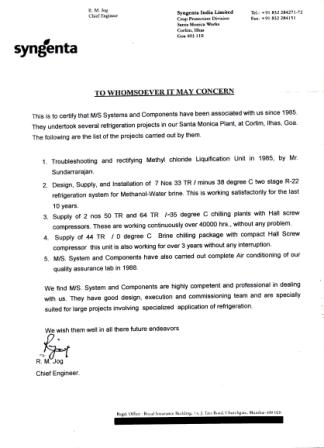 R. M. Jog
Chief Engineer
Syngenta India Limited
Crop Protection Division
Santa Monica Works
Corlim, Ilhas
Goa 403 110
Tel.: +91 832 284271-72
Fax: +91 832 284151
syngenta
TO WHOMSOEVER IT MAY CONCERN
This is to certify that M/S Systems and Components have been associated with us since 1985.
They undertook several refrigeration projects in our Santa Monica Plant, at Corlim, Ilhas, Goa.
The following are the list of the projects carried out by them.
1. Troubleshooting and rectifying Methyl chloride Liquification Unit in 1985, by Mr.
Sundarrarajan.
2. Design, Supply, and Installation of 7 Nos 33 TR / minus 38 degree C two stage R-22
refrigeration system for Methanol-Water brine. This is working satisfactorily for the last
10 years.
3. Supply of 2 nos 50 TR and 64 TR /-35 degree C chilling plants with Hall screw
compressors. These are working continuously over 40000 hrs., without any problem.
4. Supply of 44 TR / 0 degree C Brine chilling package with compact Hall Screw
compressor this unit is also working for over 3 years without any interruption.
5. M/S. System and Components have also carried out complete Air conditioning of our
quality assurance lab in 1988.
We find M/S. System and Components are highly competent and professional in dealing
with us. They have good design, execution and commissioning team and are specially
suited for large projects involving specialized application of refrigeration.
We wish them well in all there future endeavors
R. M. Jog
Chief Engineer.
Regd. Office: Royal Insurance Building, 14, J. Tata Road, Churchgate, Mumbai 400 020